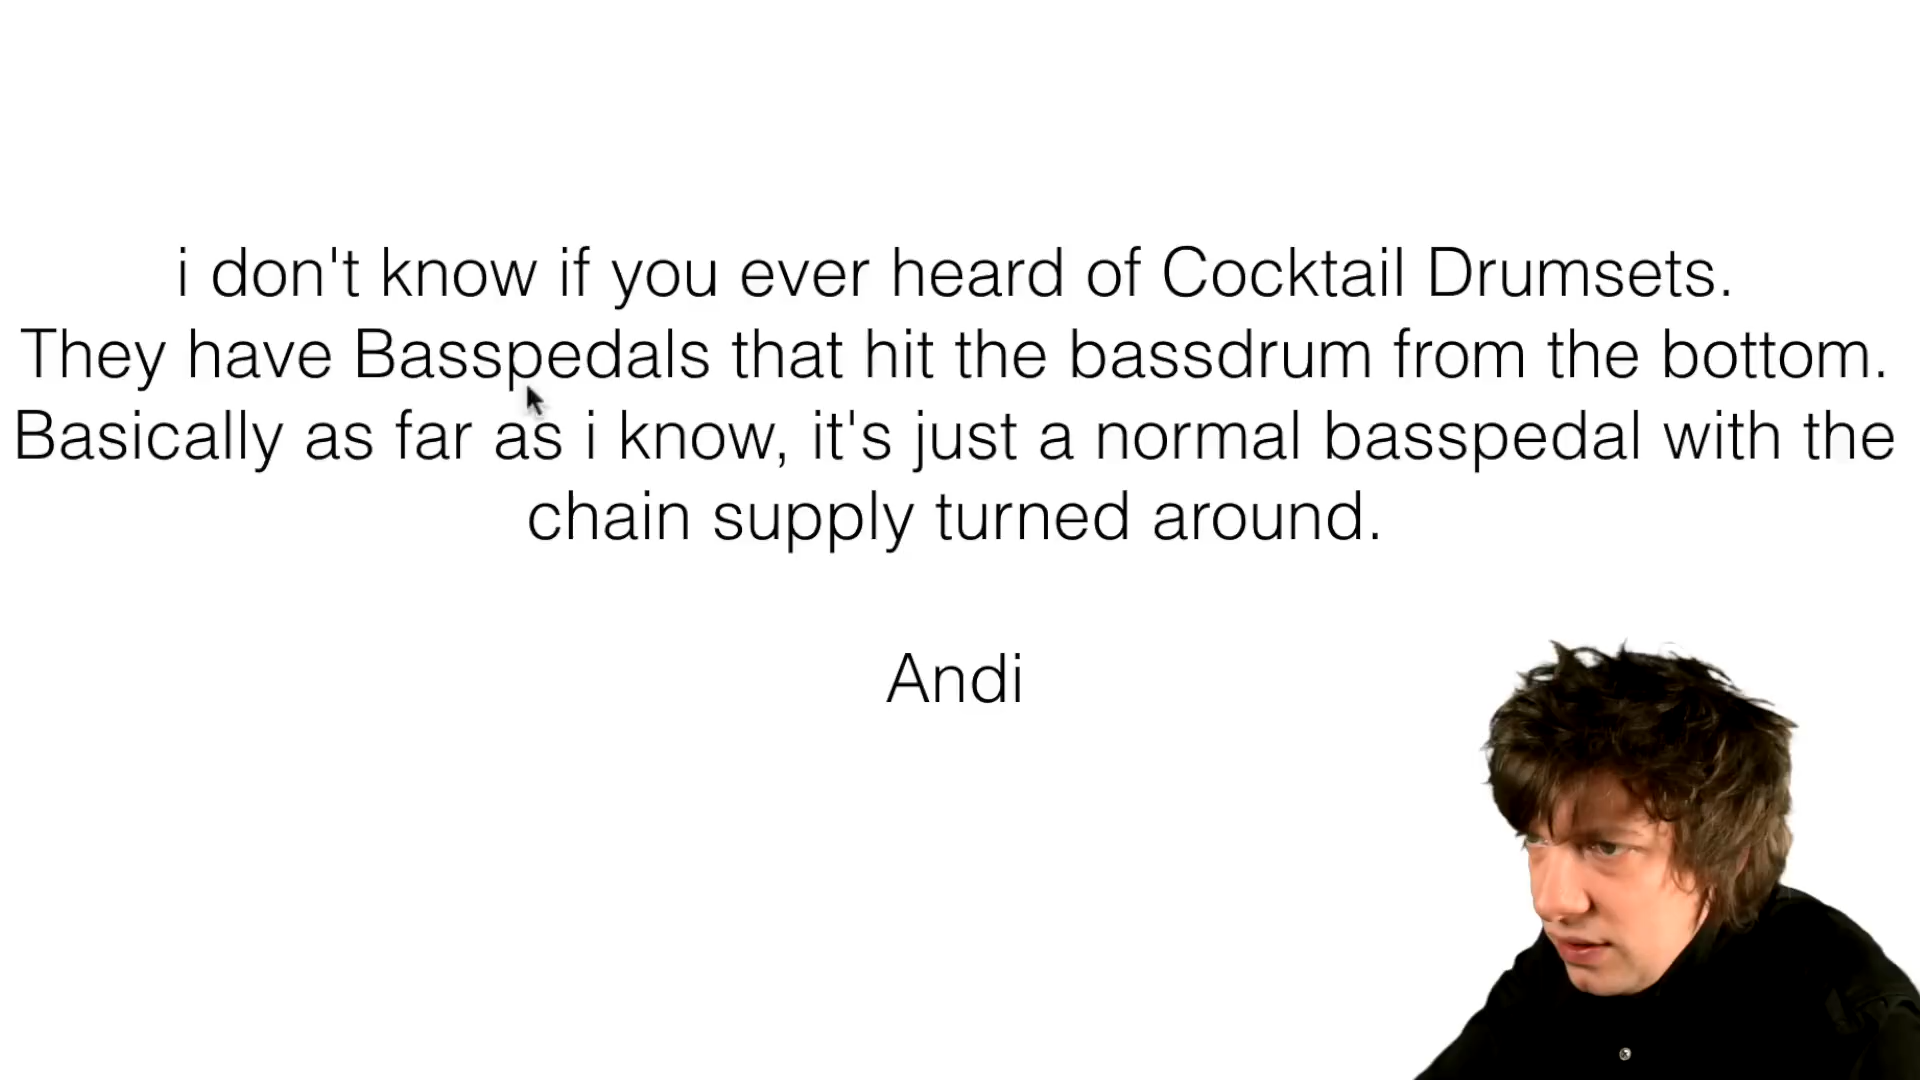 i don't know if you ever heard of Cocktail Drumsets.
They have Basspedals that hit the bassdrum from the bottom.
Basically as far as i know, it's just a normal basspedal with the
chain supply turned around.
Andi